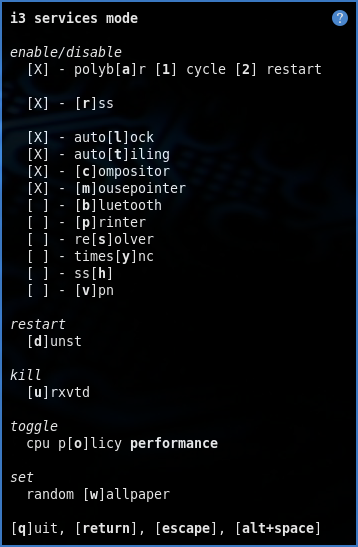 i3 services mode
?
enable/disable
[X] - polyb[a]r [1] cycle [2] restart
[X] - [r]ss
[X] - auto[l]ock
[X] - auto[t]iling
[X] - [c]ompositor
[X] - [m]ousepointer
[ ] - [b]luetooth
[ ] - [p]rinter
[ ] - re[s]olver
[ ] - times[y]nc
[ ] - ss[h]
[ ] - [v]pn
restart
[d]unst
kill
[u]rxvtd
toggle
cpu p[o]licy performance
set
random [w]allpaper
[q]uit, [return], [escape], [alt+space]